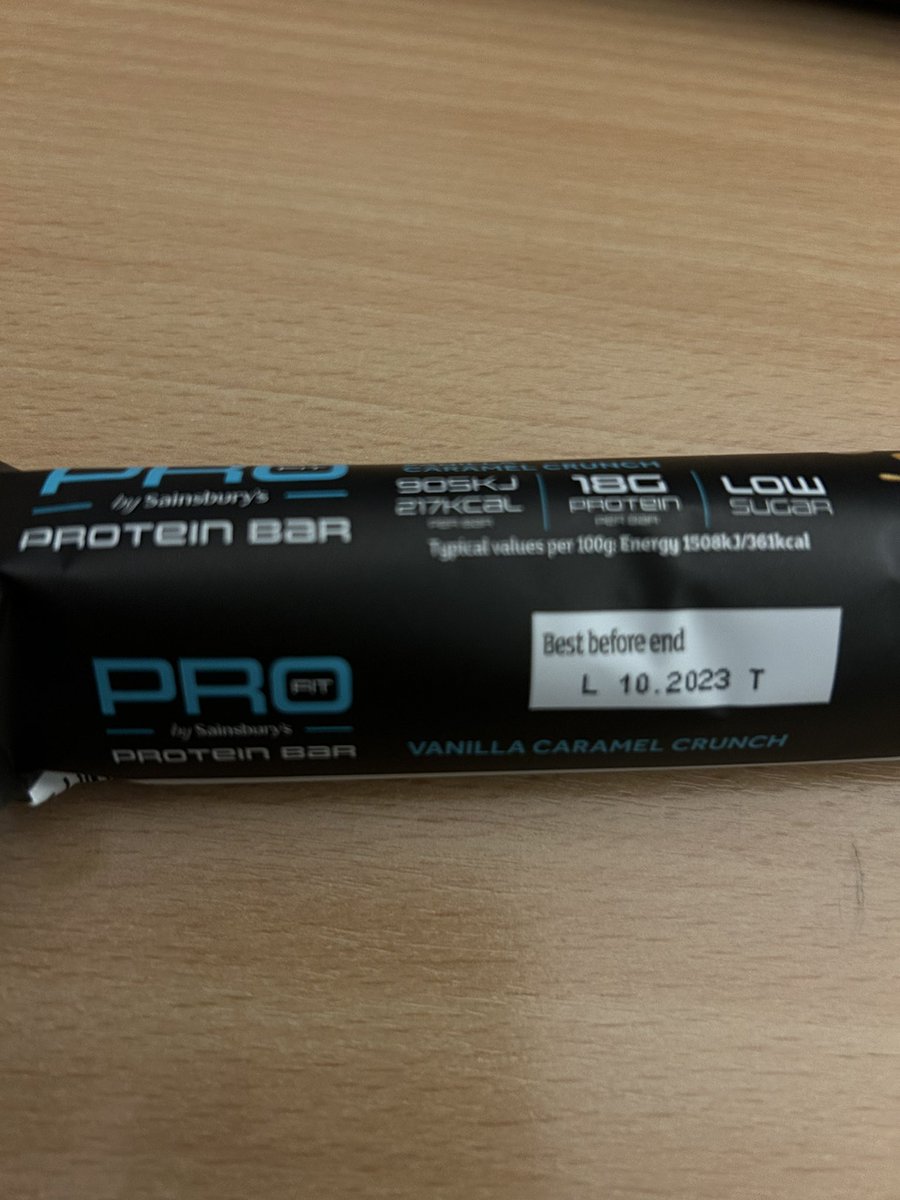 PRO FIT
by Sainsbury's
PROTEIN BAR
CARAMEL CRUNCH
905KJ
217KCAL
PER BAR
18G
PROTEIN
PER BAR
LOW
SUGAR
Typical values per 100g: Energy 1508kJ/361kcal
Best before end
L 10.2023 T
PRO FIT
by Sainsbury's
PROTEIN BAR
VANILLA CARAMEL CRUNCH